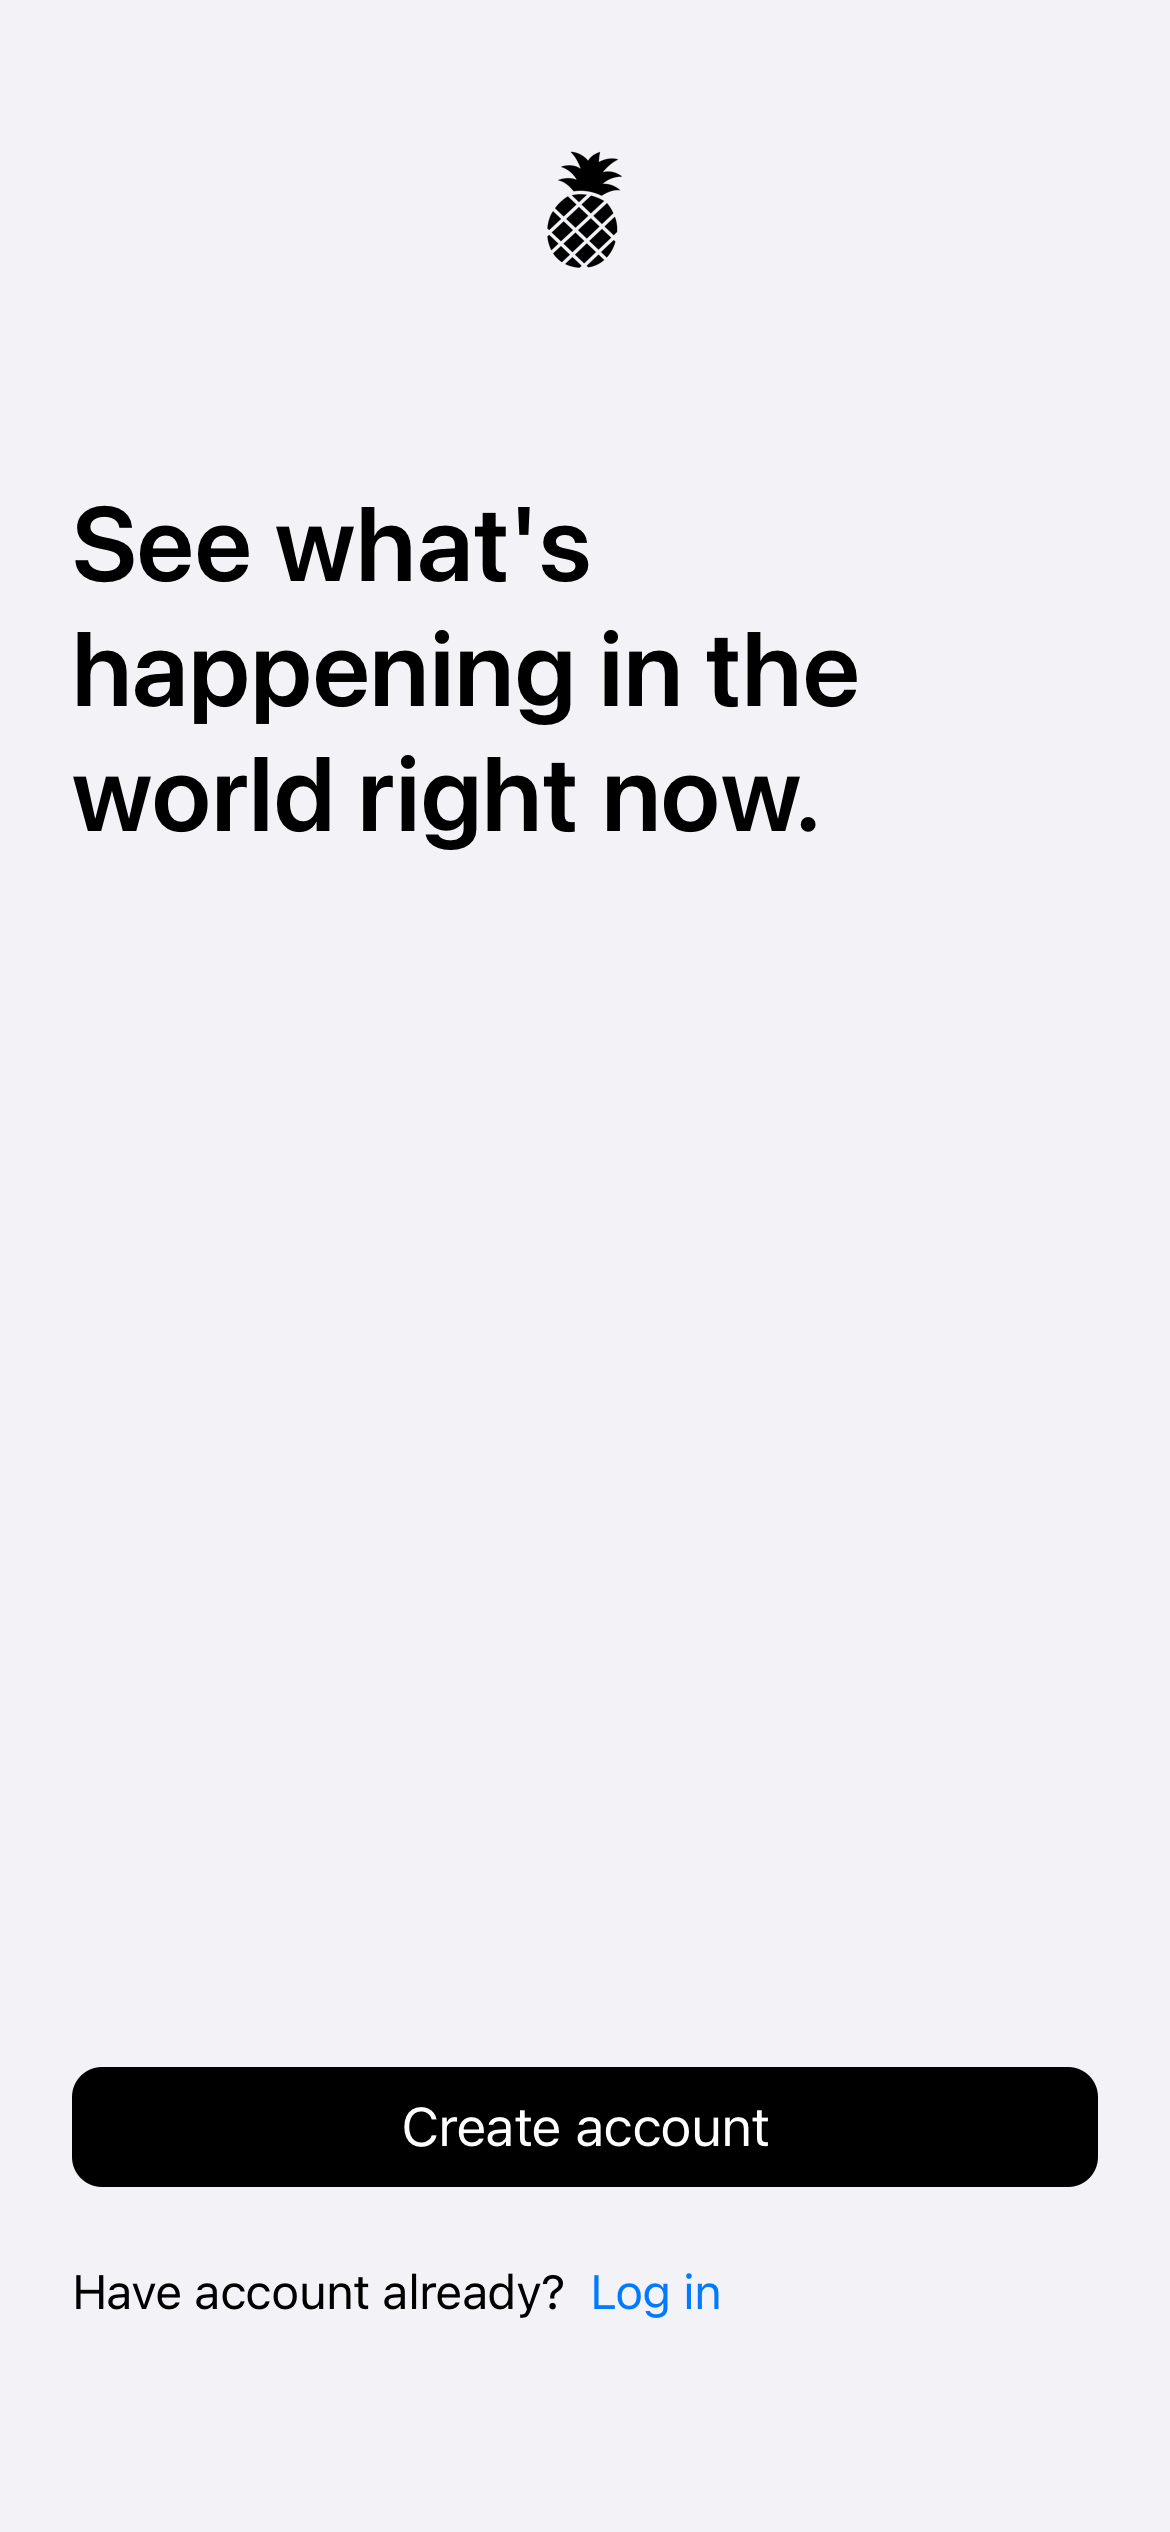 See what's
happening in the
world right now.
Create account
Have account already? Log in